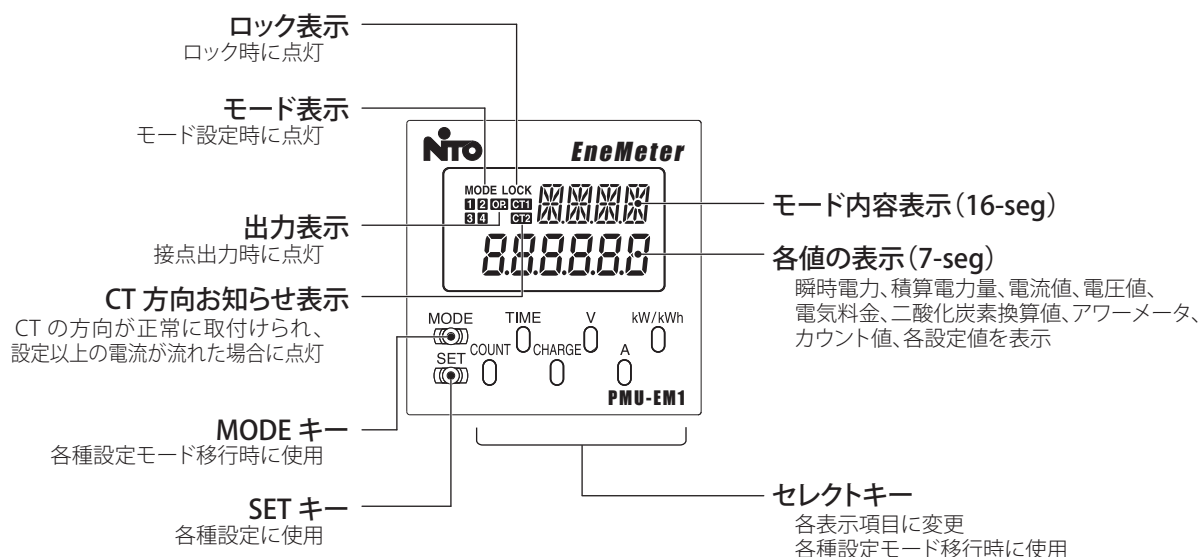 ロック表示
ロック時に点灯
モード表示
モード設定時に点灯
出力表示
接点出力時に点灯
CT 方向お知らせ表示
CT の方向が正常に取付けられ、
設定以上の電流が流れた場合に点灯
MODE キー
各種設定モード移行時に使用
SET キー
各種設定に使用
NITO EneMeter
MODE LOCK
1 2 OP. CT1
3 4 CT2
8.8.8.8.8.8
MODE TIME V kW/kWh
SET COUNT CHARGE A
PMU-EM1
モード内容表示（16-seg）
各値の表示（7-seg）
瞬時電力、積算電力量、電流値、電圧値、
電気料金、二酸化炭素換算値、アワーメータ、
カウント値、各設定値を表示
セレクトキー
各表示項目に変更
各種設定モード移行時に使用